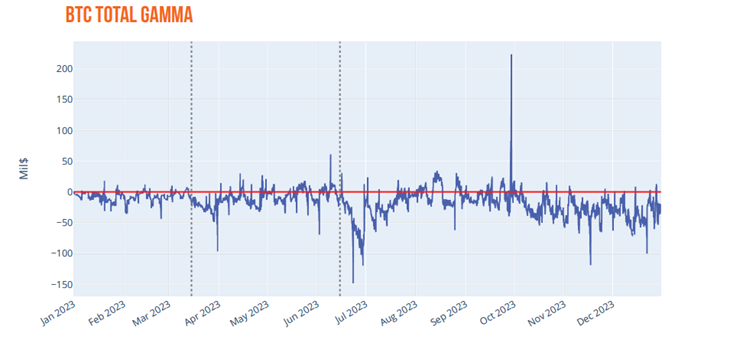 BTC TOTAL GAMMA
Mil$
200
150
100
50
0
−50
−100
−150
Jan 2023
Feb 2023
Mar 2023
Apr 2023
May 2023
Jun 2023
Jul 2023
Aug 2023
Sep 2023
Oct 2023
Nov 2023
Dec 2023